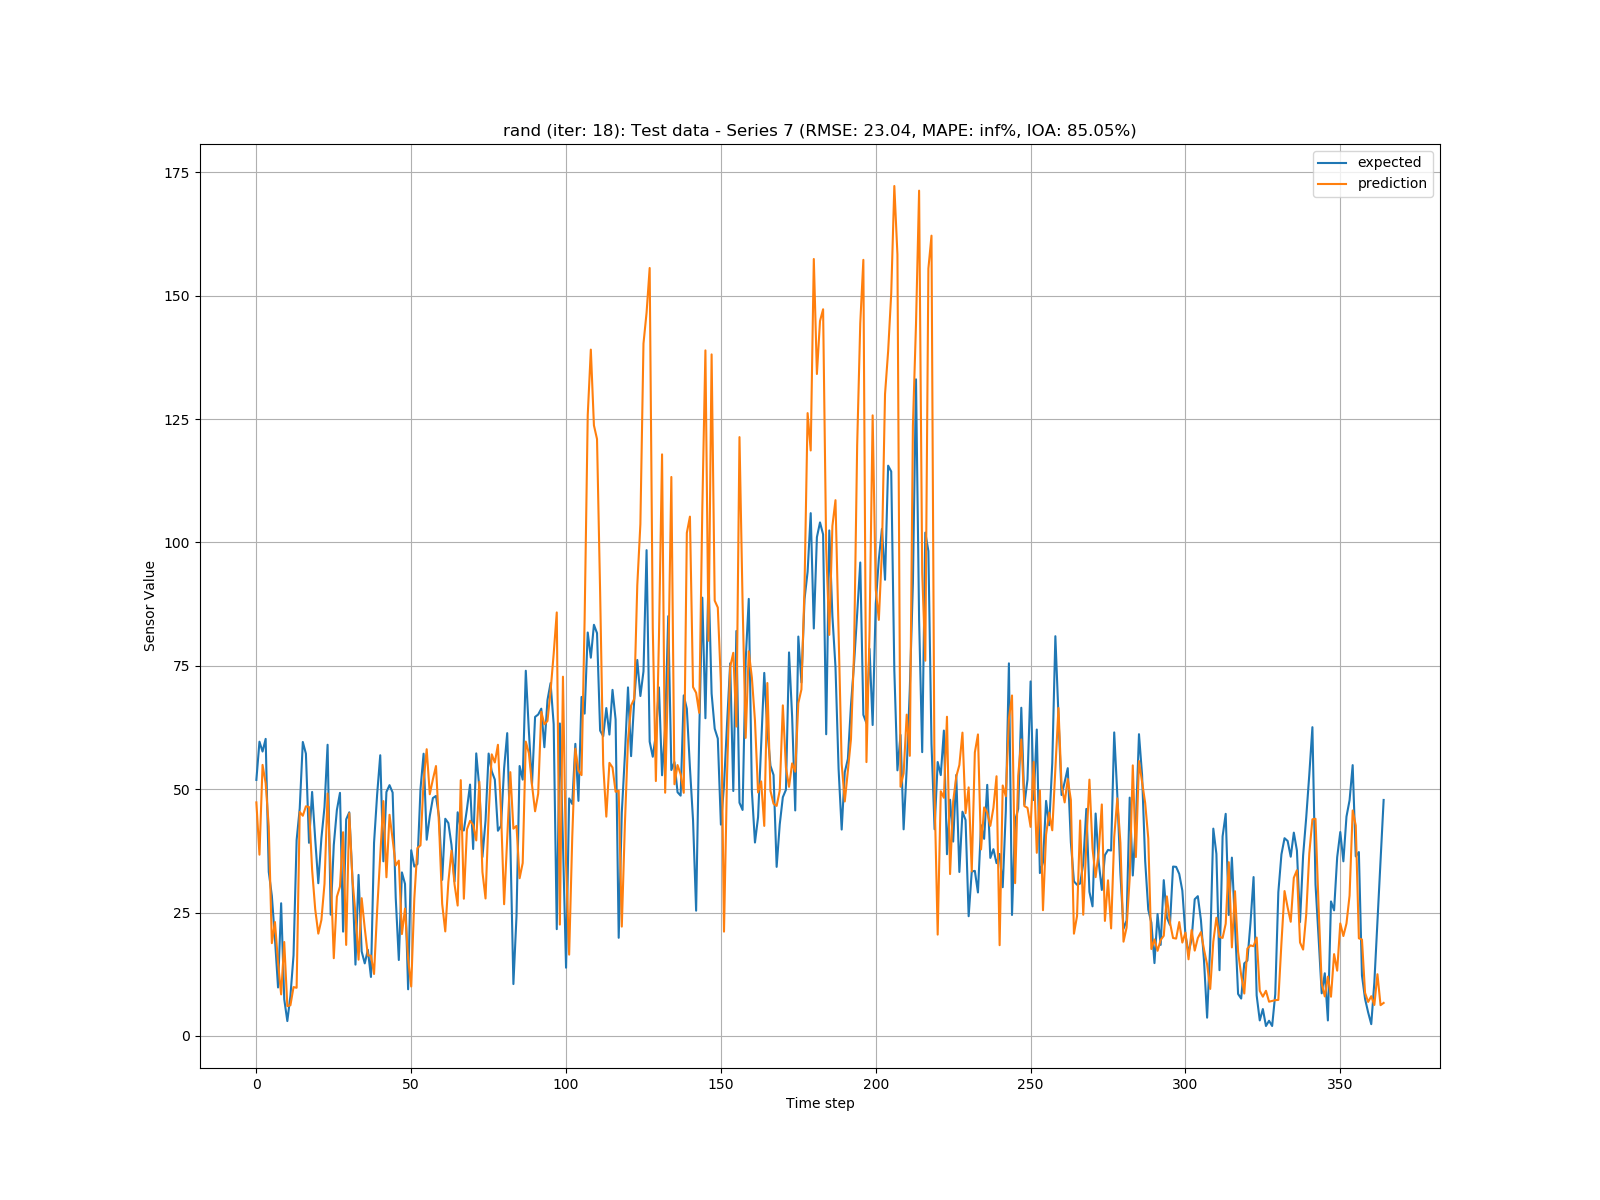 rand (iter: 18): Test data - Series 7 (RMSE: 23.04, MAPE: inf%, IOA: 85.05%)
expected
prediction
175
150
125
100
75
50
25
0
Sensor Value
0 50 100 150 200 250 300 350
Time step